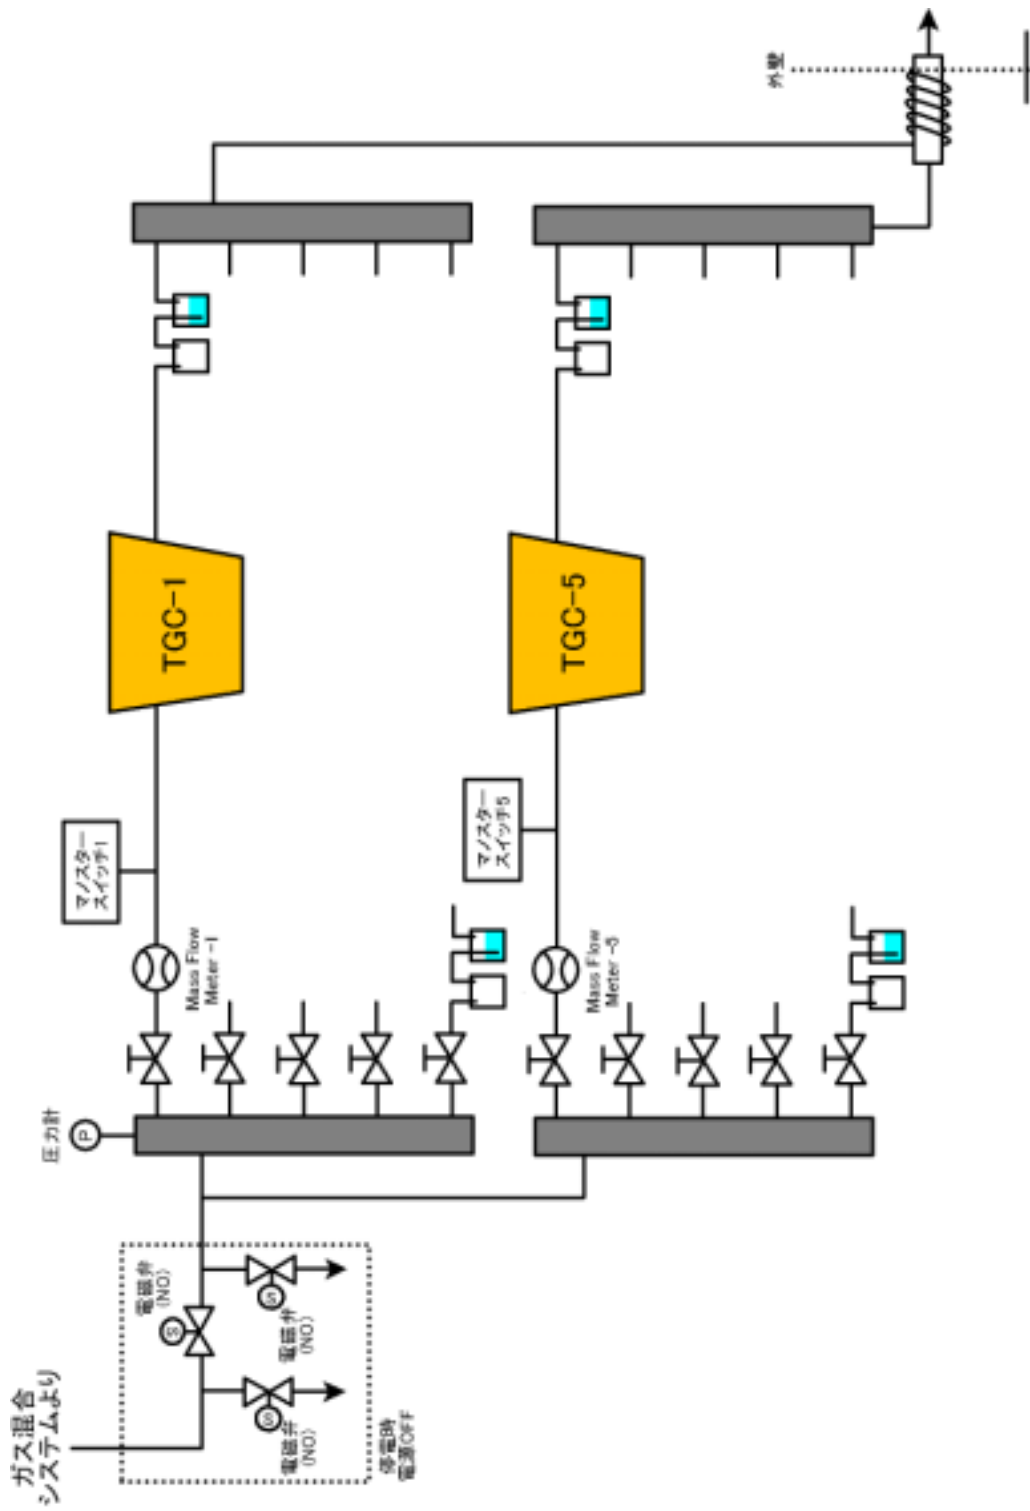 ガス混合
システムより
電磁弁
(NO)
電磁弁
(NO)
電磁弁
(NO)
停電時
電源OFF
S
S
S
圧力計
P
Mass Flow
Meter -1
マノスター
スイッチ1
TGC-1
Mass Flow
Meter -5
マノスター
スイッチ5
TGC-5
外壁